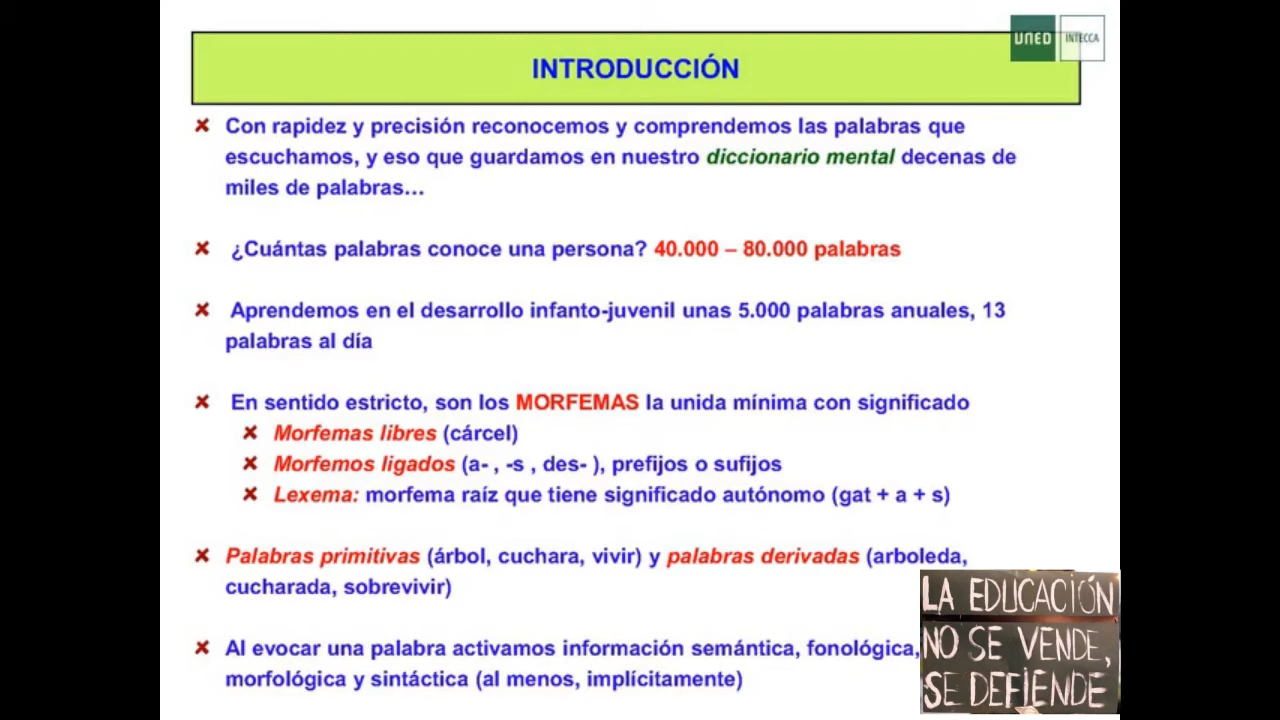 UNED INTECCA
INTRODUCCIÓN
Con rapidez y precisión reconocemos y comprendemos las palabras que
escuchamos, y eso que guardamos en nuestro diccionario mental decenas de
miles de palabras…
¿Cuántas palabras conoce una persona? 40.000 – 80.000 palabras
Aprendemos en el desarrollo infanto-juvenil unas 5.000 palabras anuales, 13
palabras al día
En sentido estricto, son los MORFEMAS la unida mínima con significado
Morfemas libres (cárcel)
Morfemos ligados (a- , -s , des- ), prefijos o sufijos
Lexema: morfema raíz que tiene significado autónomo (gat + a + s)
Palabras primitivas (árbol, cuchara, vivir) y palabras derivadas (arboleda,
cucharada, sobrevivir)
Al evocar una palabra activamos información semántica, fonológica,
morfológica y sintáctica (al menos, implícitamente)
LA EDUCACIÓN
NO SE VENDE,
SE DEFIENDE